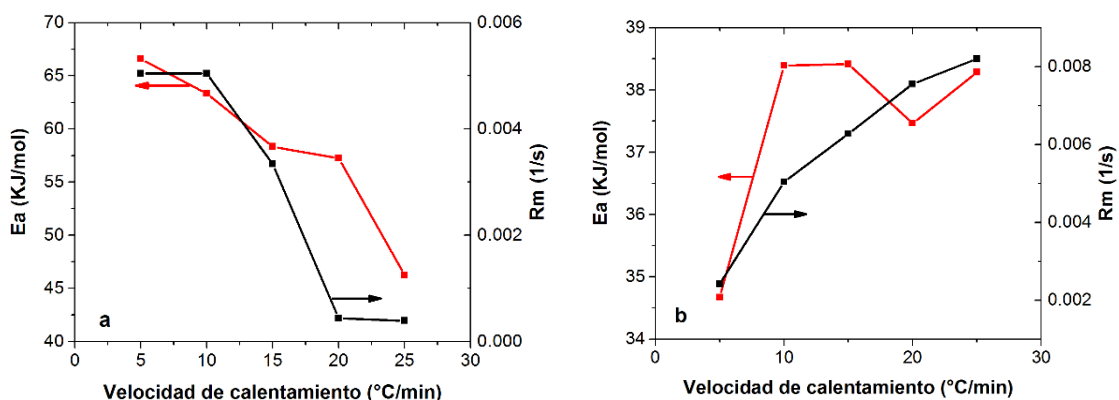 70
65
60
55
50
45
40
Ea (KJ/mol)
0.006
0.004
0.002
0.000
Rm (1/s)
a
0 5 10 15 20 25 30
Velocidad de calentamiento (°C/min)
39
38
37
36
35
34
Ea (KJ/mol)
0.008
0.006
0.004
0.002
Rm (1/s)
b
0 10 20 30
Velocidad de calentamiento (°C/min)